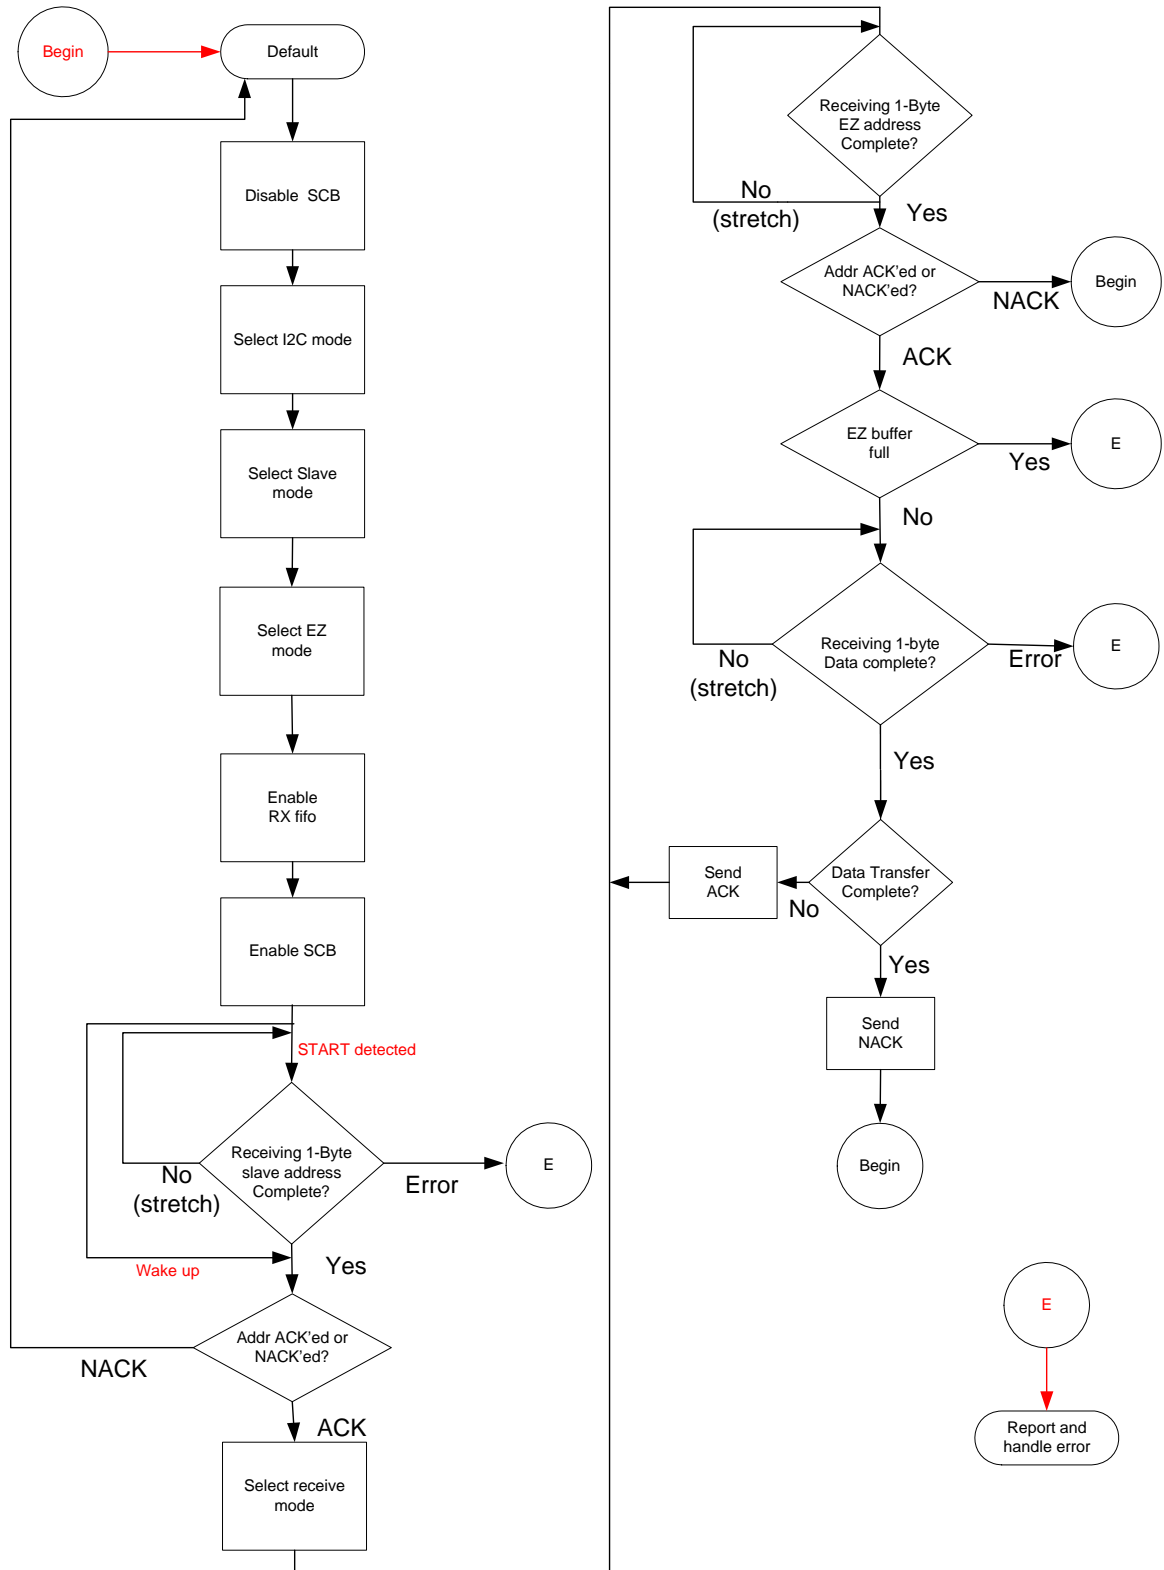 Begin
Default
Disable SCB
Select I2C mode
Select Slave
mode
Select EZ
mode
Enable
RX fifo
Enable SCB
START detected
Receiving 1-Byte
slave address
Complete?
No
(stretch)
Error
E
Wake up
Yes
Addr ACK'ed or
NACK'ed?
NACK
ACK
Select receive
mode
Receiving 1-Byte
EZ address
Complete?
No
(stretch)
Yes
Addr ACK'ed or
NACK'ed?
NACK
Begin
ACK
EZ buffer
full
Yes
E
No
Receiving 1-byte
Data complete?
No
(stretch)
Error
E
Yes
Data Transfer
Complete?
No
Send
ACK
Yes
Send
NACK
Begin
E
Report and
handle error